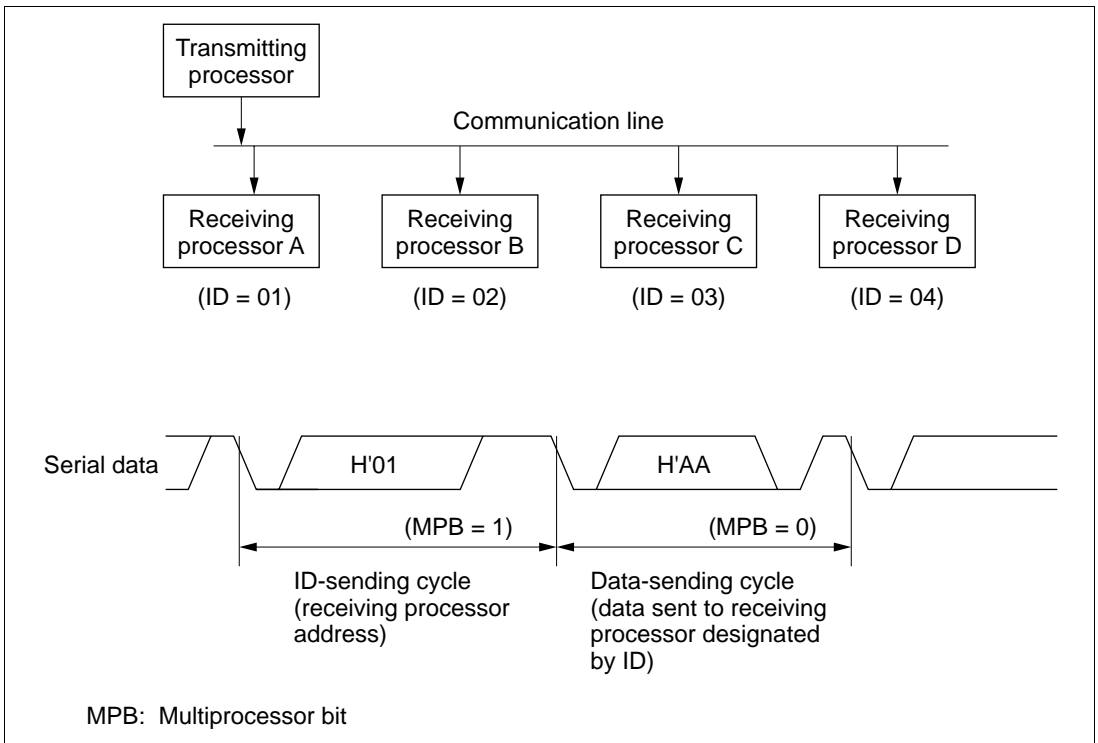 Transmitting
processor
Communication line
Receiving
processor A
Receiving
processor B
Receiving
processor C
Receiving
processor D
(ID = 01)
(ID = 02)
(ID = 03)
(ID = 04)
Serial data
H'01
H'AA
(MPB = 1)
(MPB = 0)
ID-sending cycle
(receiving processor
address)
Data-sending cycle
(data sent to receiving
processor designated
by ID)
MPB: Multiprocessor bit